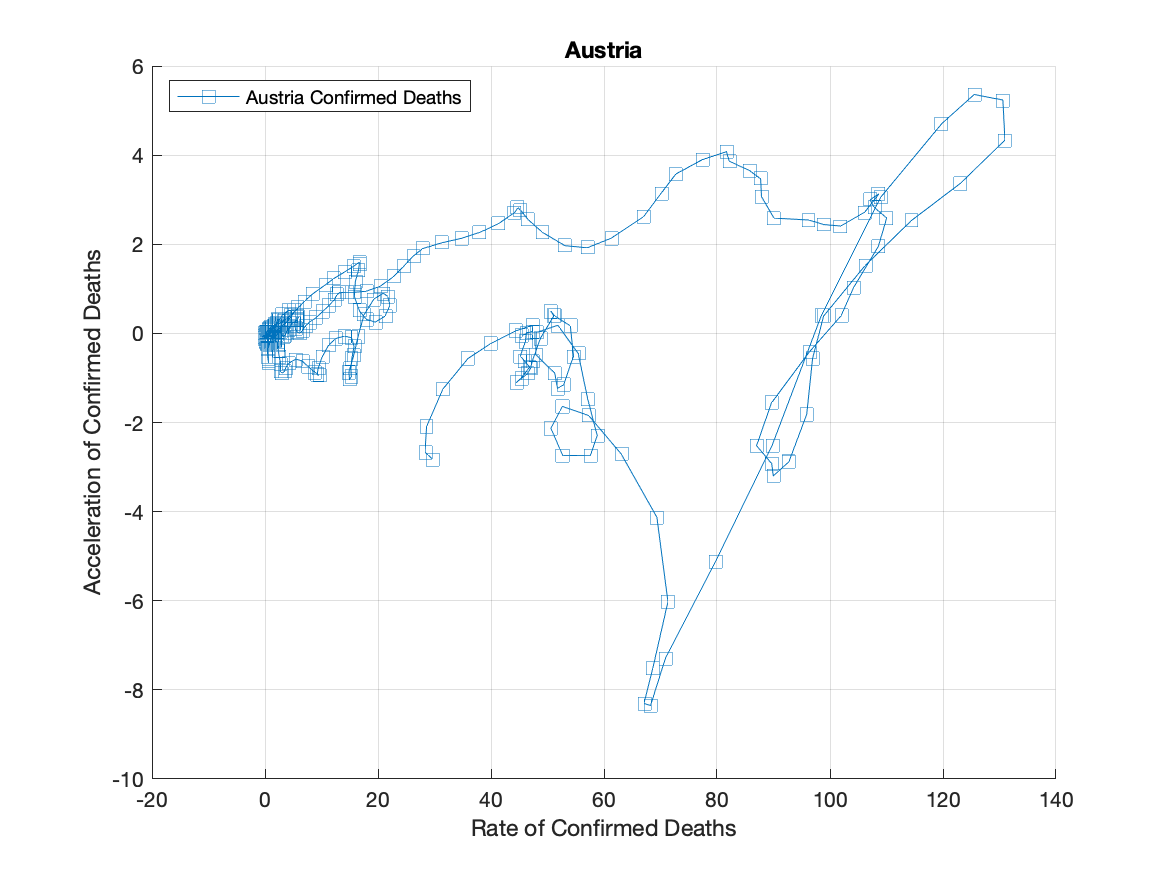 Austria
Austria Confirmed Deaths
6
4
2
0
-2
-4
-6
-8
-10
Acceleration of Confirmed Deaths
-20 0 20 40 60 80 100 120 140
Rate of Confirmed Deaths